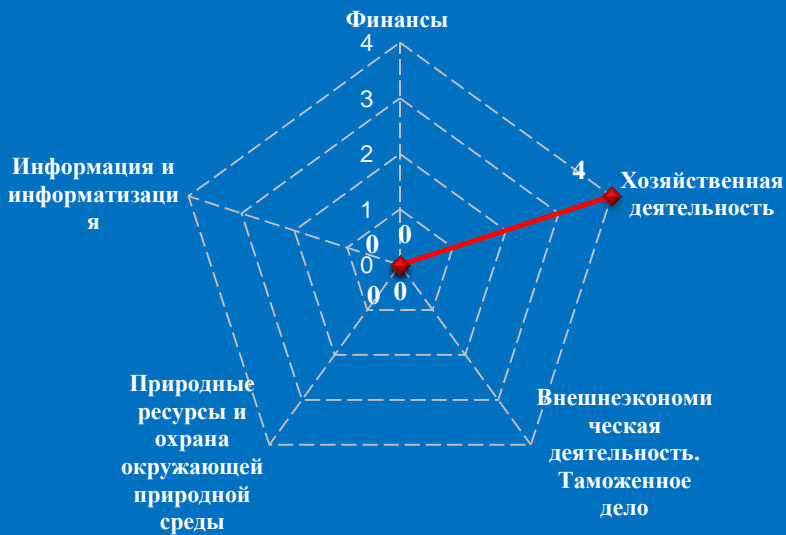 Финансы
4
3
2
1
0
4
Хозяйственная
деятельность
Информация и
информатизаци
я
0
0
0
0
Природные
ресурсы и
охрана
окружающей
природной
среды
Внешнеэкономи
ческая
деятельность.
Таможенное
дело